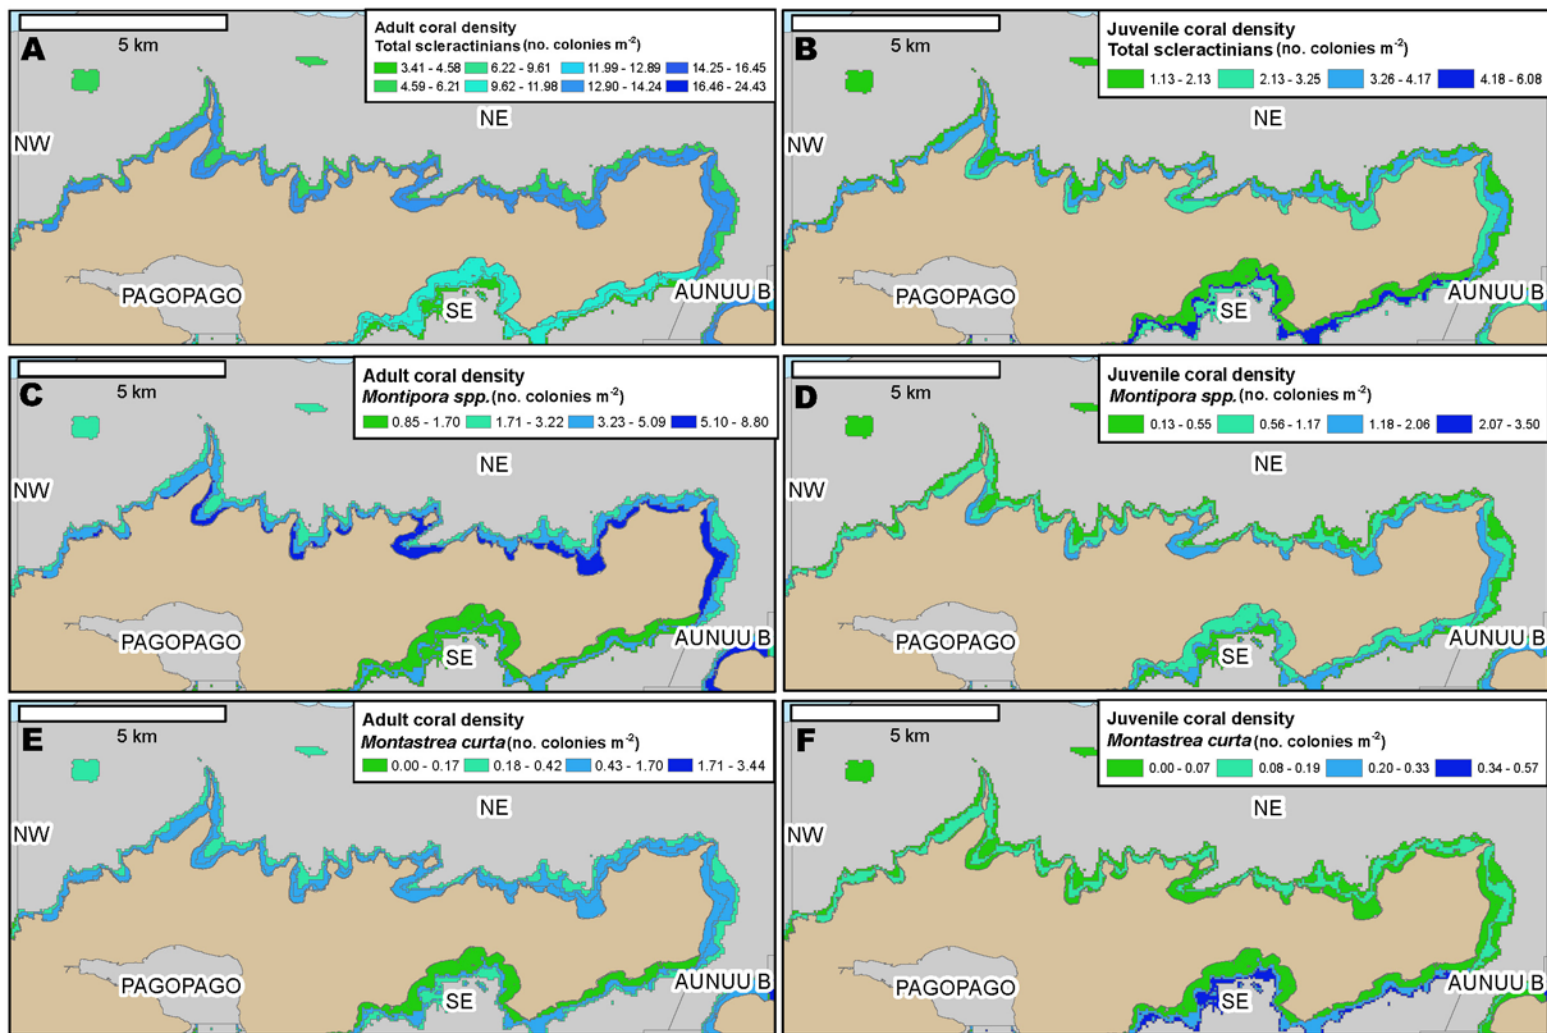 A
5 km
Adult coral density
Total scleractinians (no. colonies m-2)
3.41 - 4.58 6.22 - 9.61 11.99 - 12.89 14.25 - 16.45
4.59 - 6.21 9.62 - 11.98 12.90 - 14.24 16.46 - 24.43
NE
NW
PAGOPAGO
SE
AUNUU B
B
5 km
Juvenile coral density
Total scleractinians (no. colonies m-2)
1.13 - 2.13 2.13 - 3.25 3.26 - 4.17 4.18 - 6.08
NE
NW
PAGOPAGO
SE
AUNUU B
C
5 km
Adult coral density
Montipora spp. (no. colonies m-2)
0.85 - 1.70 1.71 - 3.22 3.23 - 5.09 5.10 - 8.80
NE
NW
PAGOPAGO
SE
AUNUU B
D
5 km
Juvenile coral density
Montipora spp. (no. colonies m-2)
0.13 - 0.55 0.56 - 1.17 1.18 - 2.06 2.07 - 3.50
NE
NW
PAGOPAGO
SE
AUNUU B
E
5 km
Adult coral density
Montastrea curta (no. colonies m-2)
0.00 - 0.17 0.18 - 0.42 0.43 - 1.70 1.71 - 3.44
NE
NW
PAGOPAGO
SE
AUNUU B
F
5 km
Juvenile coral density
Montastrea curta (no. colonies m-2)
0.00 - 0.07 0.08 - 0.19 0.20 - 0.33 0.34 - 0.57
NE
NW
PAGOPAGO
SE
AUNUU B